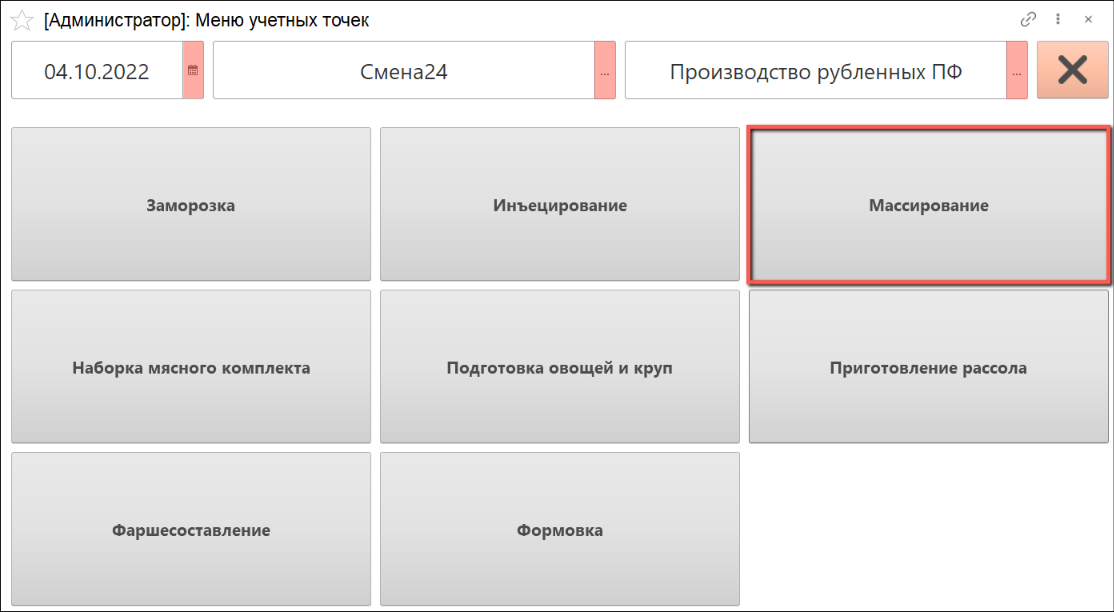 [Администратор]: Меню учетных точек
04.10.2022
Смена24
...
Производство рубленных ПФ
...
Заморозка
Инъецирование
Массирование
Наборка мясного комплекта
Подготовка овощей и круп
Приготовление рассола
Фаршесоставление
Формовка